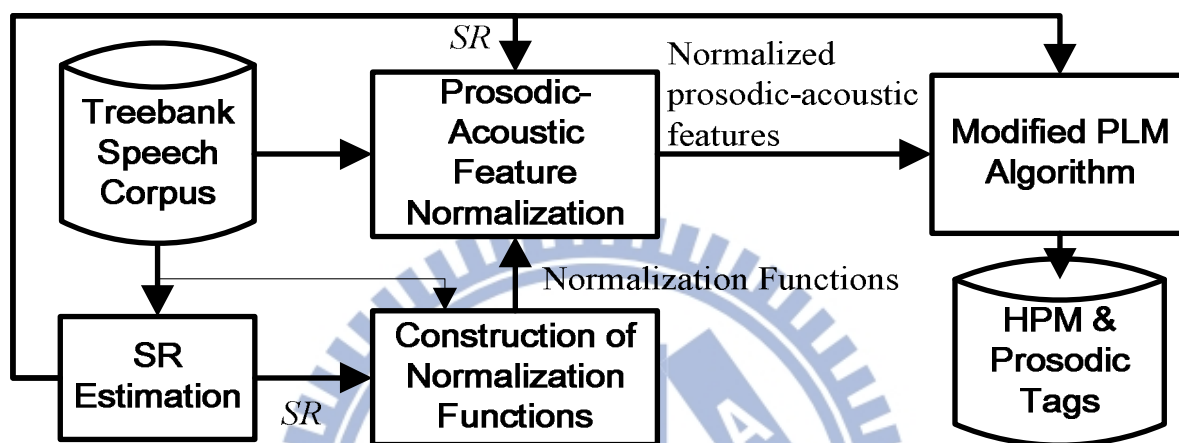 SR
Treebank
Speech
Corpus
Prosodic-
Acoustic
Feature
Normalization
Normalized
prosodic-acoustic
features
Modified PLM
Algorithm
Normalization Functions
SR
Estimation
SR
Construction of
Normalization
Functions
HPM &
Prosodic
Tags
A